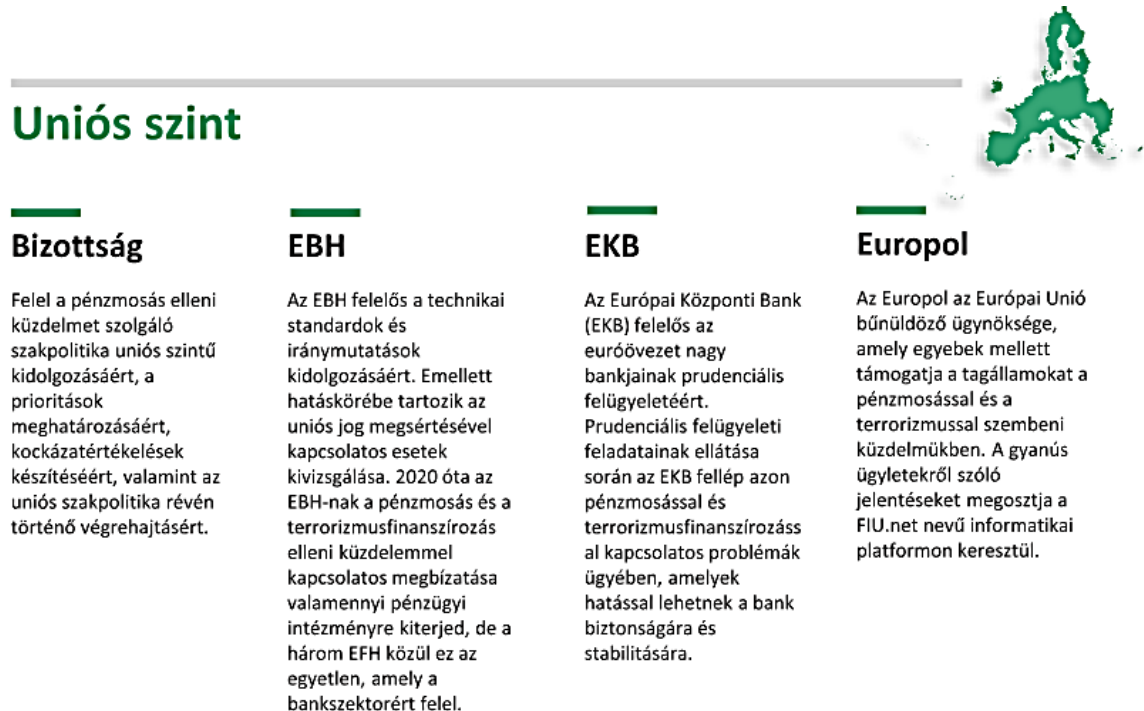 Uniós szint
Bizottság
Felel a pénzmosás elleni
küzdelmet szolgáló
szakpolitika uniós szintű
kidolgozásáért, a
prioritások
meghatározásáért,
kockázatértékelések
készítéséért, valamint az
uniós szakpolitika révén
történő végrehajtásért.
EBH
Az EBH felelős a technikai
standardok és
iránymutatások
kidolgozásáért. Emellett
hatáskörébe tartozik az
uniós jog megsértésével
kapcsolatos esetek
kivizsgálása. 2020 óta az
EBH-nak a pénzmosás és a
terrorizmusfinanszírozás
elleni küzdelemmel
kapcsolatos megbízatása
valamennyi pénzügyi
intézményre kiterjed, de a
három EFH közül ez az
egyetlen, amely a
bankszektorért felel.
EKB
Az Európai Központi Bank
(EKB) felelős az
euróövezet nagy
bankjainak prudenciális
felügyeletéért.
Prudenciális felügyeleti
feladatainak ellátása
során az EKB fellép azon
pénzmosással és
terrorizmusfinanszírozáss
al kapcsolatos problémák
ügyében, amelyek
hatással lehetnek a bank
biztonságára és
stabilitására.
Europol
Az Europol az Európai Unió
bűnüldöző ügynöksége,
amely egyebek mellett
támogatja a tagállamokat a
pénzmosással és a
terrorizmussal szembeni
küzdelmükben. A gyanús
ügyletekről szóló
jelentéseket megosztja a
FIU.net nevű informatikai
platformon keresztül.